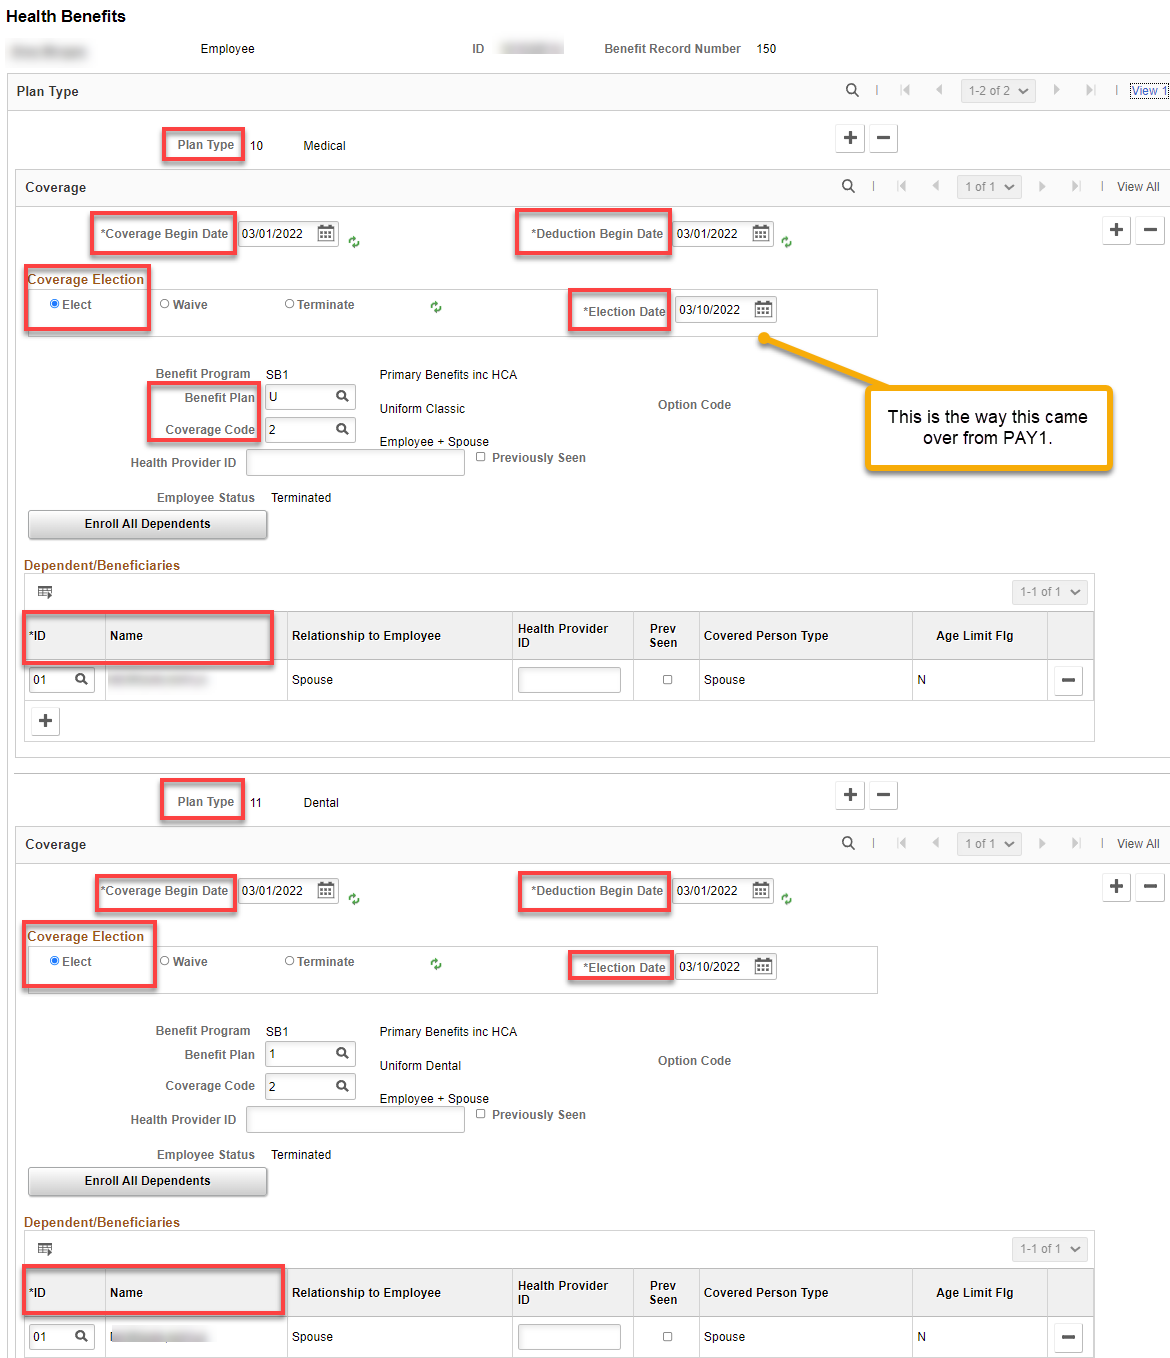 Health Benefits
Employee ID Benefit Record Number 150
Plan Type 1-2 of 2 View 1
Plan Type 10 Medical
Coverage 1 of 1 View All
*Coverage Begin Date 03/01/2022 *Deduction Begin Date 03/01/2022
Coverage Election
Elect Waive Terminate *Election Date 03/10/2022
Benefit Program SB1 Primary Benefits inc HCA
Benefit Plan U Uniform Classic Option Code
Coverage Code 2 Employee + Spouse
Health Provider ID Previously Seen
This is the way this came
over from PAY1.
Employee Status Terminated
Enroll All Dependents
Dependent/Beneficiaries
1-1 of 1
*ID Name Relationship to Employee Health Provider ID Prev Seen Covered Person Type Age Limit Flg
01 Spouse Spouse N
Plan Type 11 Dental
Coverage 1 of 1 View All
*Coverage Begin Date 03/01/2022 *Deduction Begin Date 03/01/2022
Coverage Election
Elect Waive Terminate *Election Date 03/10/2022
Benefit Program SB1 Primary Benefits inc HCA
Benefit Plan 1 Uniform Dental Option Code
Coverage Code 2 Employee + Spouse
Health Provider ID Previously Seen
Employee Status Terminated
Enroll All Dependents
Dependent/Beneficiaries
1-1 of 1
*ID Name Relationship to Employee Health Provider ID Prev Seen Covered Person Type Age Limit Flg
01 Spouse Spouse N